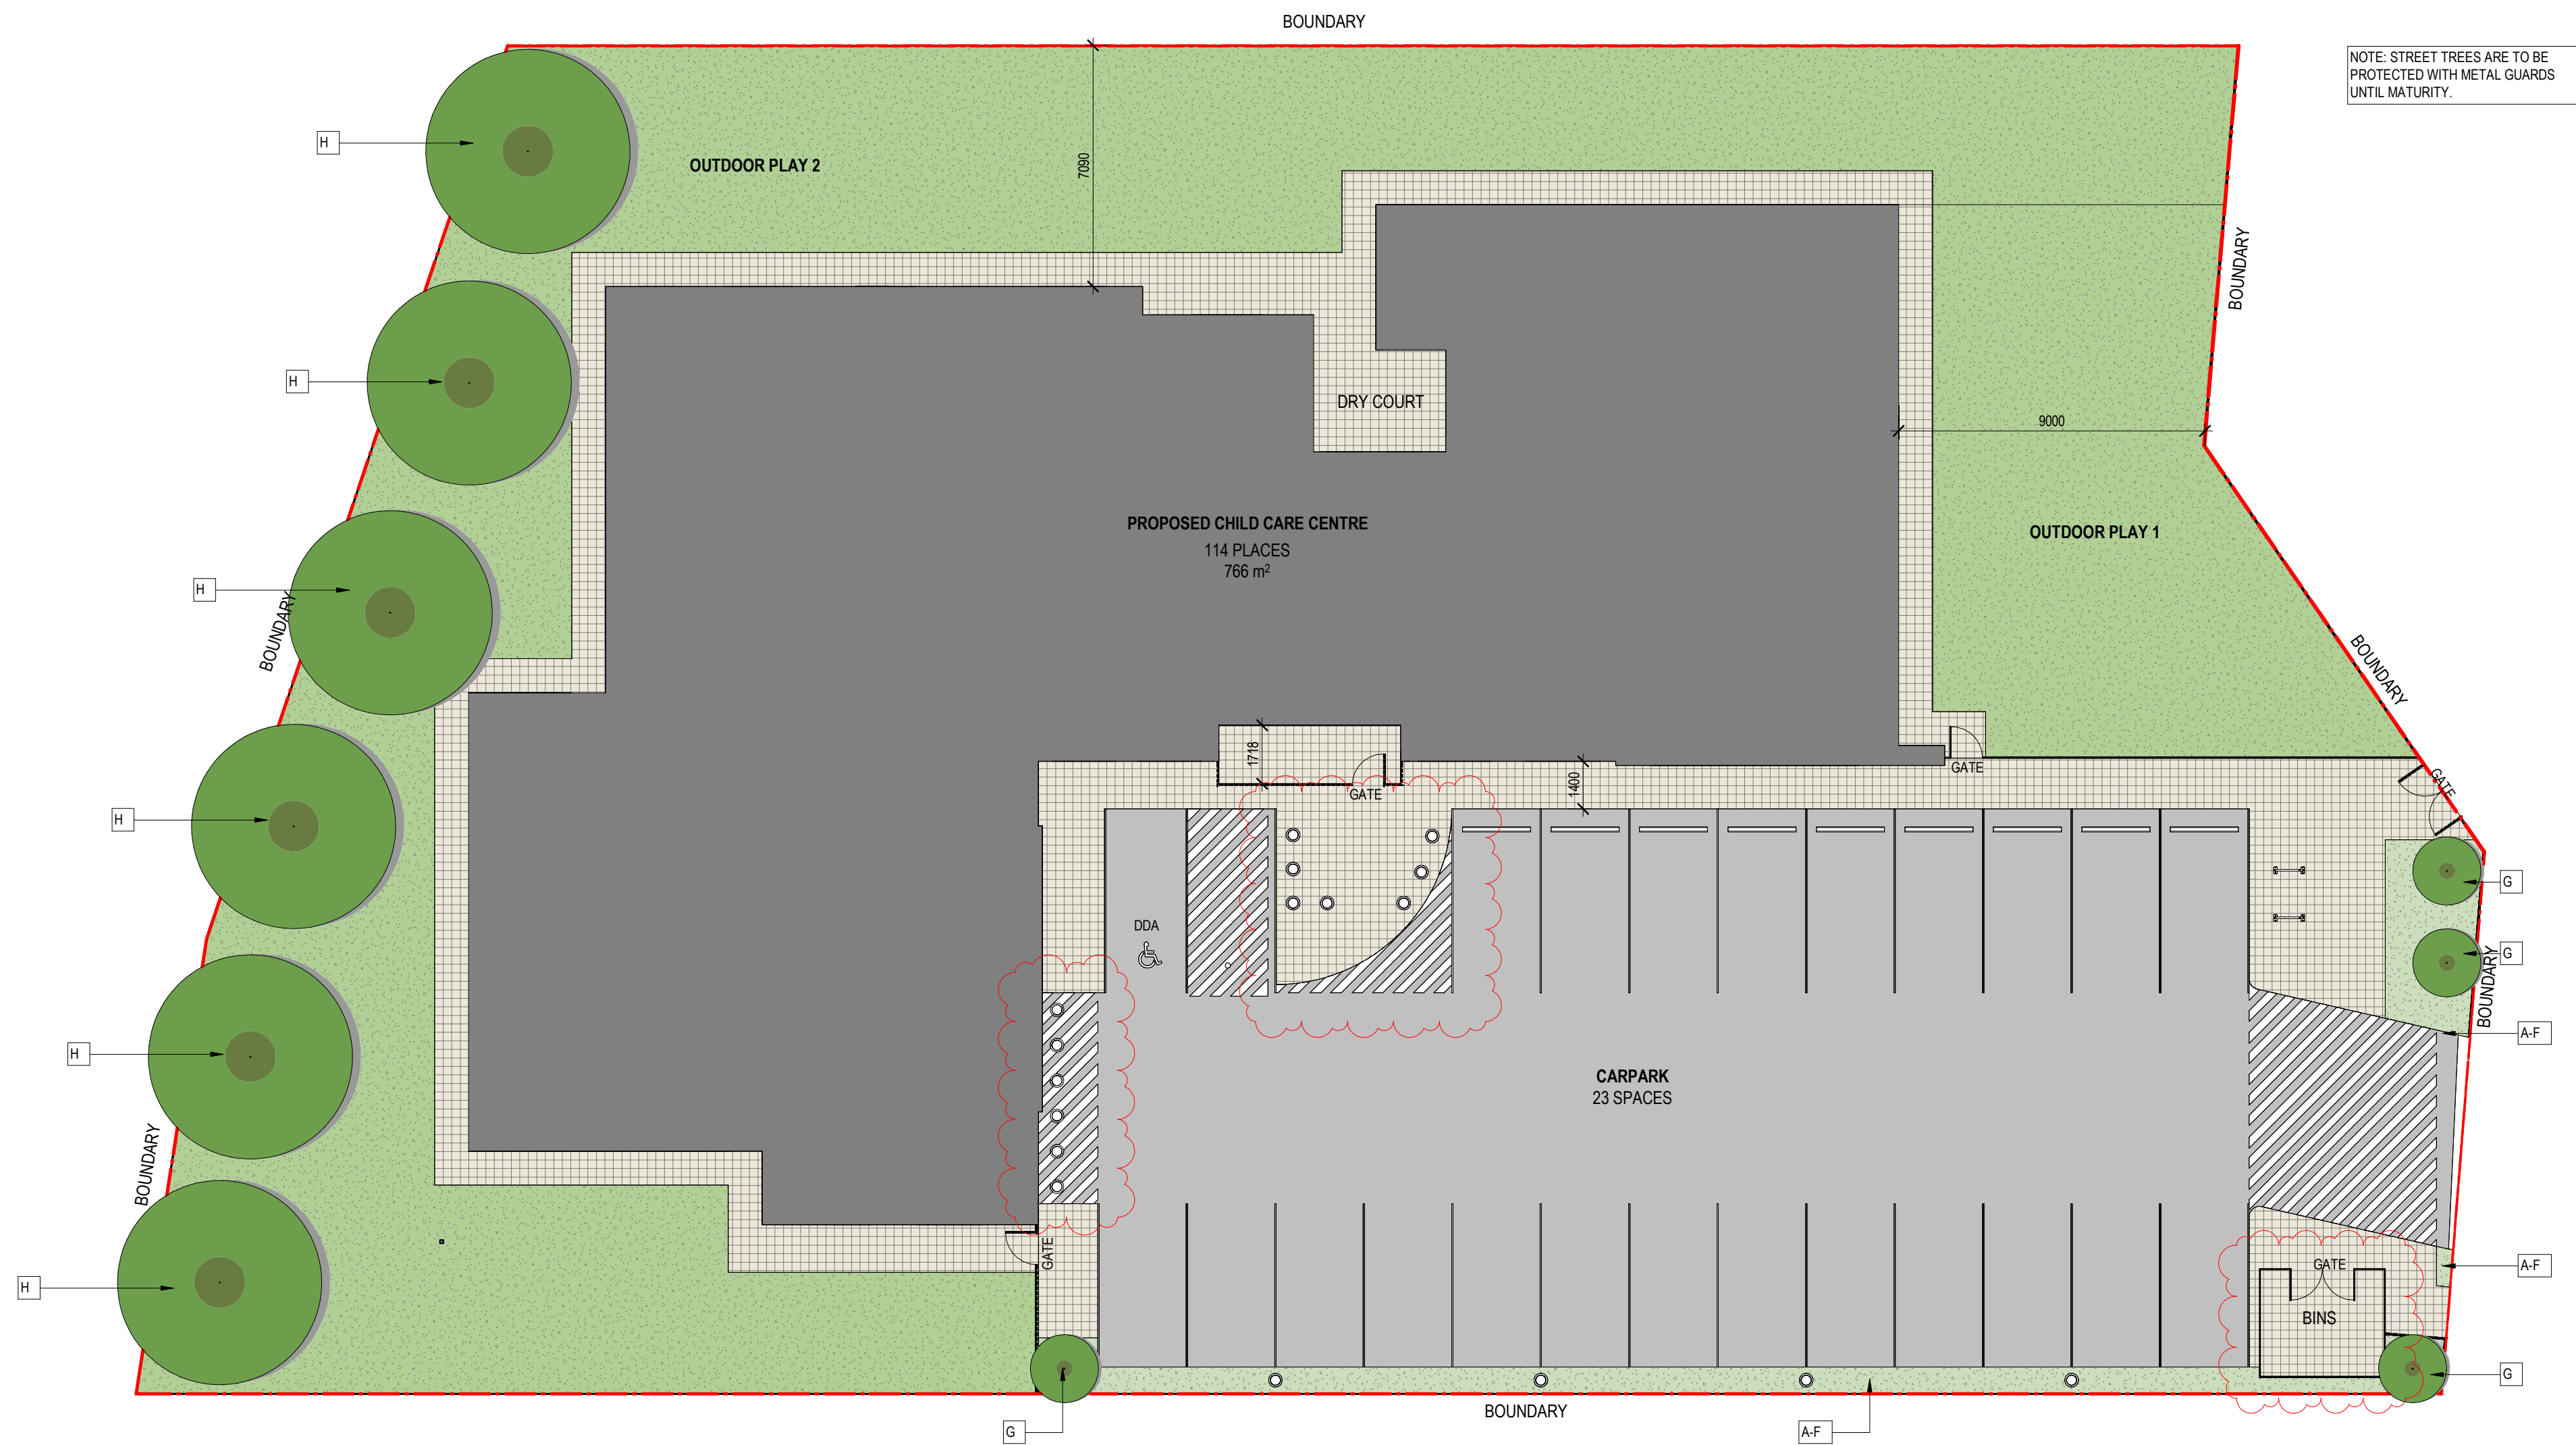 BOUNDARY
NOTE: STREET TREES ARE TO BE
PROTECTED WITH METAL GUARDS
UNTIL MATURITY.
H
OUTDOOR PLAY 2
7090
BOUNDARY
H
DRY COURT
9000
PROPOSED CHILD CARE CENTRE
114 PLACES
766 m²
OUTDOOR PLAY 1
H
BOUNDARY
BOUNDARY
1718
1400
GATE
GATE
GATE
H
G
DDA
G
BOUNDARY
H
A-F
CARPARK
23 SPACES
BOUNDARY
GATE
GATE
A-F
H
BINS
G
BOUNDARY
G
A-F